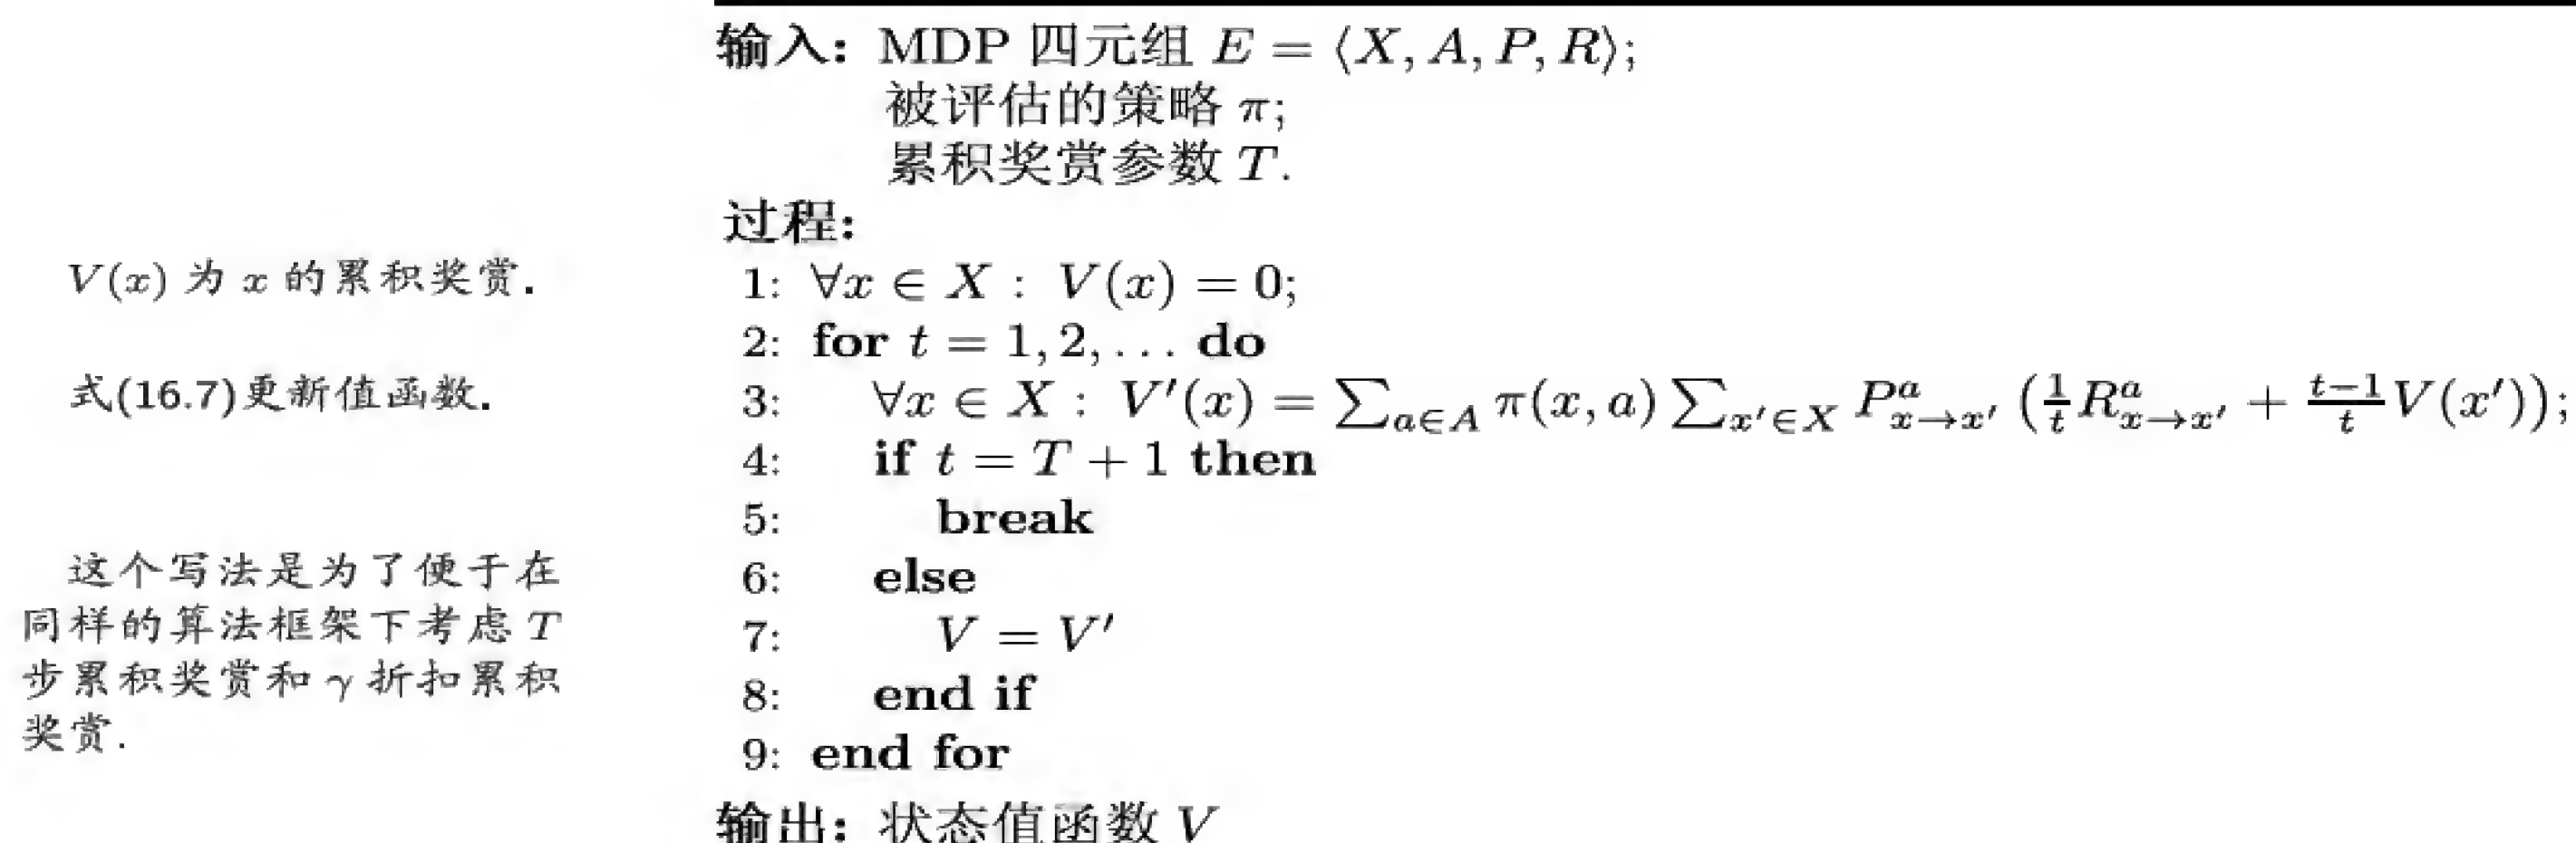 输入: MDP 四元组 E = ⟨X, A, P, R⟩;
被评估的策略 π;
累积奖赏参数 T.
过程:
1: ∀x ∈ X : V(x) = 0;
2: for t = 1, 2, ... do
3: ∀x ∈ X : V′(x) = ∑_{a∈A} π(x, a) ∑_{x′∈X} P^a_{x→x′} (1/t R^a_{x→x′} + (t−1)/t V(x′));
4: if t = T + 1 then
5: break
6: else
7: V = V′
8: end if
9: end for
输出: 状态值函数 V
V(x) 为 x 的累积奖赏.
式(16.7)更新值函数.
这个写法是为了便于在
同样的算法框架下考虑 T
步累积奖赏和 γ 折扣累积
奖赏.